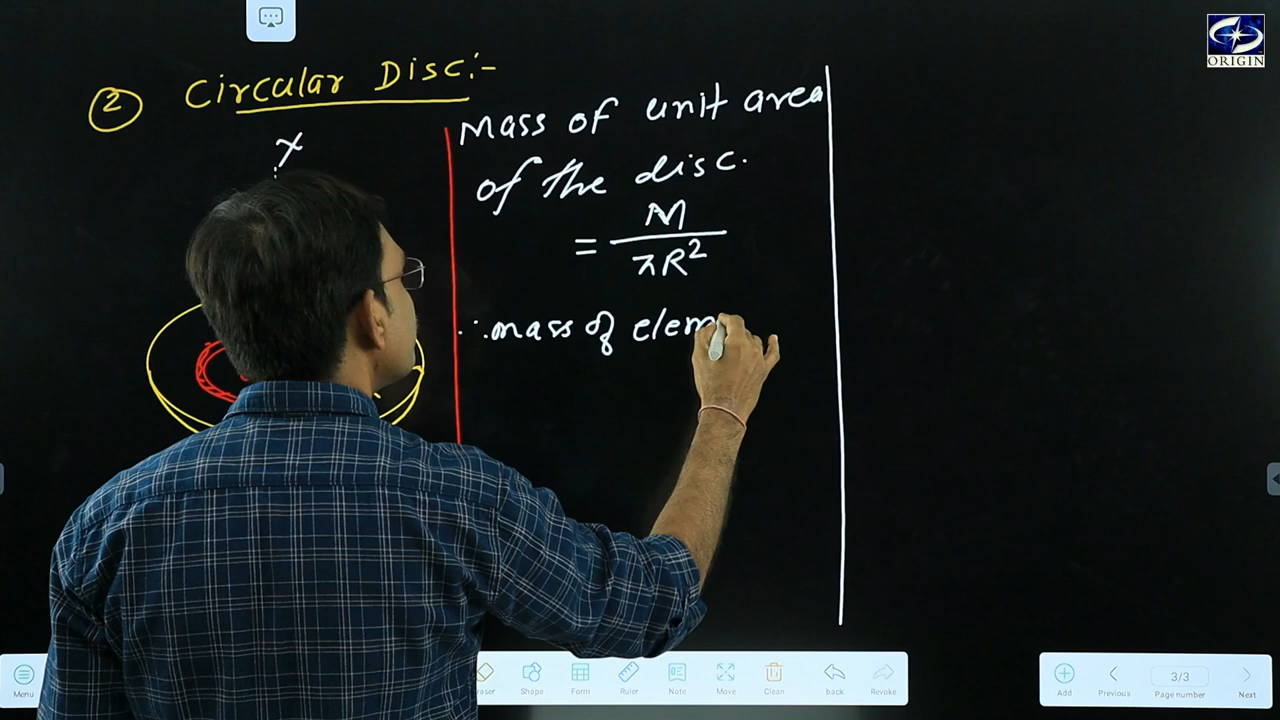 ② Circular Disc:-
X
Mass of unit area
of the disc.
= M / πR²
∴ mass of elem
ORIGIN
Menu
Shape
Form
Ruler
Note
Move
Clean
back
Revoke
Add
Previous
3/3
Page number
Next